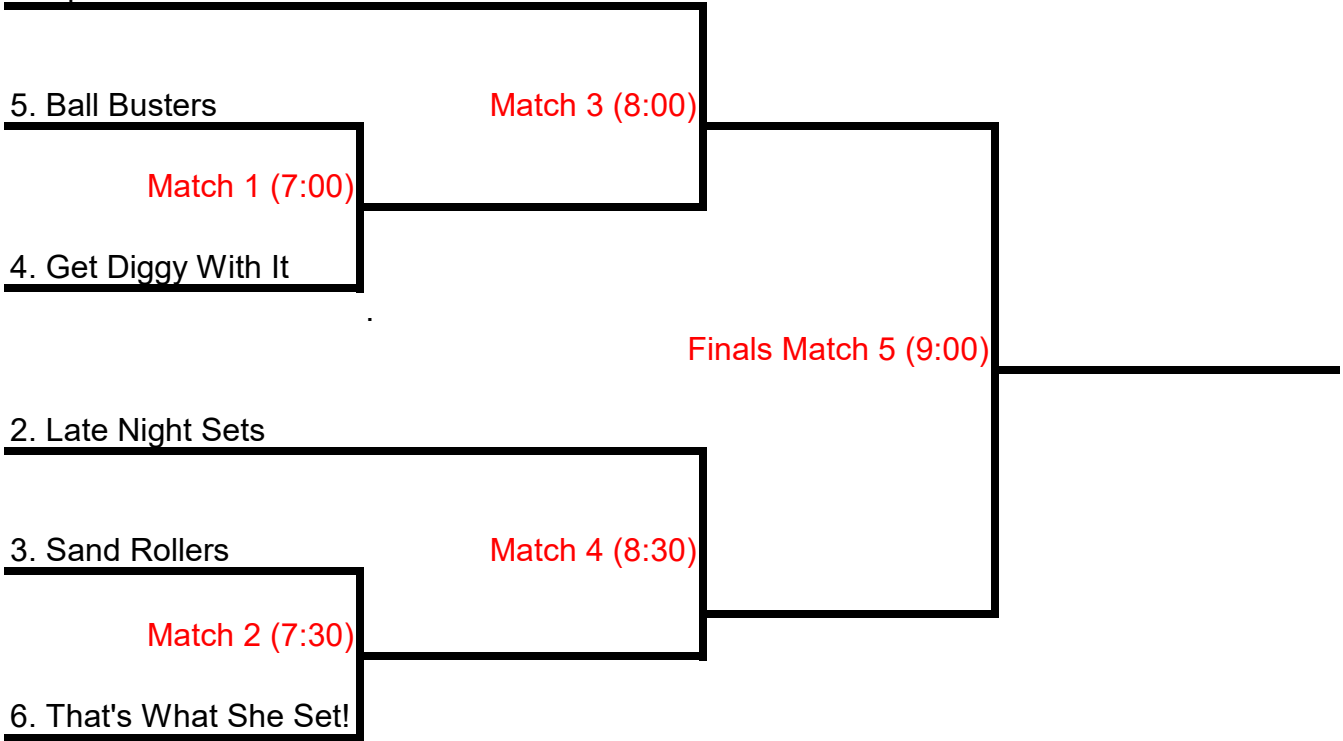 5. Ball Busters
Match 3 (8:00)
Match 1 (7:00)
4. Get Diggy With It
.
Finals Match 5 (9:00)
2. Late Night Sets
3. Sand Rollers
Match 4 (8:30)
Match 2 (7:30)
6. That's What She Set!